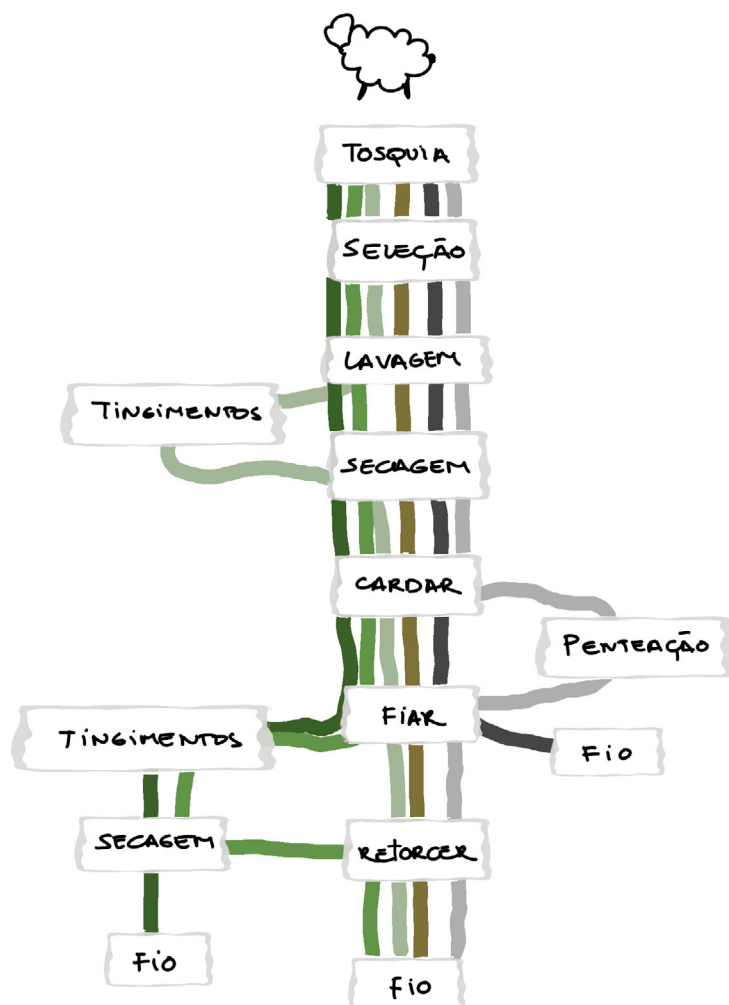 TOSQUIA
SELEÇÃO
LAVAGEM
TINGIMENTOS
SECAGEM
CARDAR
PENTEAÇÃO
FIAR
TINGIMENTOS
FIO
SECAGEM
RETORCER
FIO
FIO